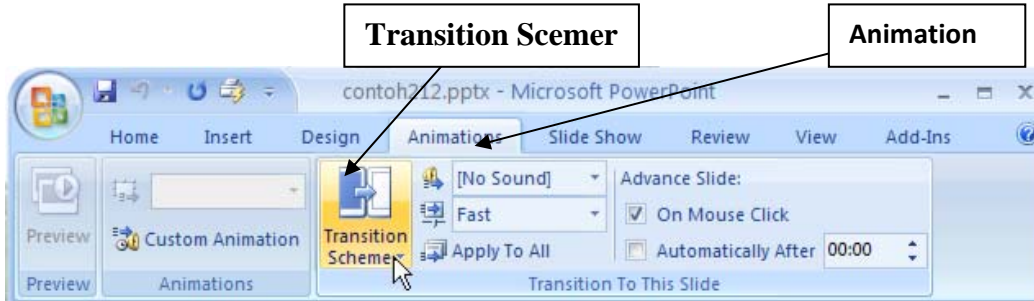 Transition Scemer
Animation
contoh212.pptx - Microsoft PowerPoint
Home Insert Design Animations Slide Show Review View Add-Ins
[No Sound] Advance Slide:
Fast On Mouse Click
Preview Custom Animation Transition Scheme Apply To All Automatically After 00:00
Preview Animations Transition To This Slide